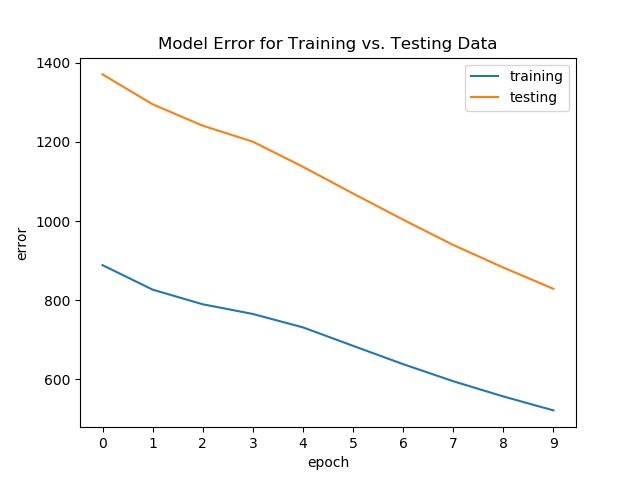 Model Error for Training vs. Testing Data
training
testing
1400
1200
1000
800
600
error
0 1 2 3 4 5 6 7 8 9
epoch